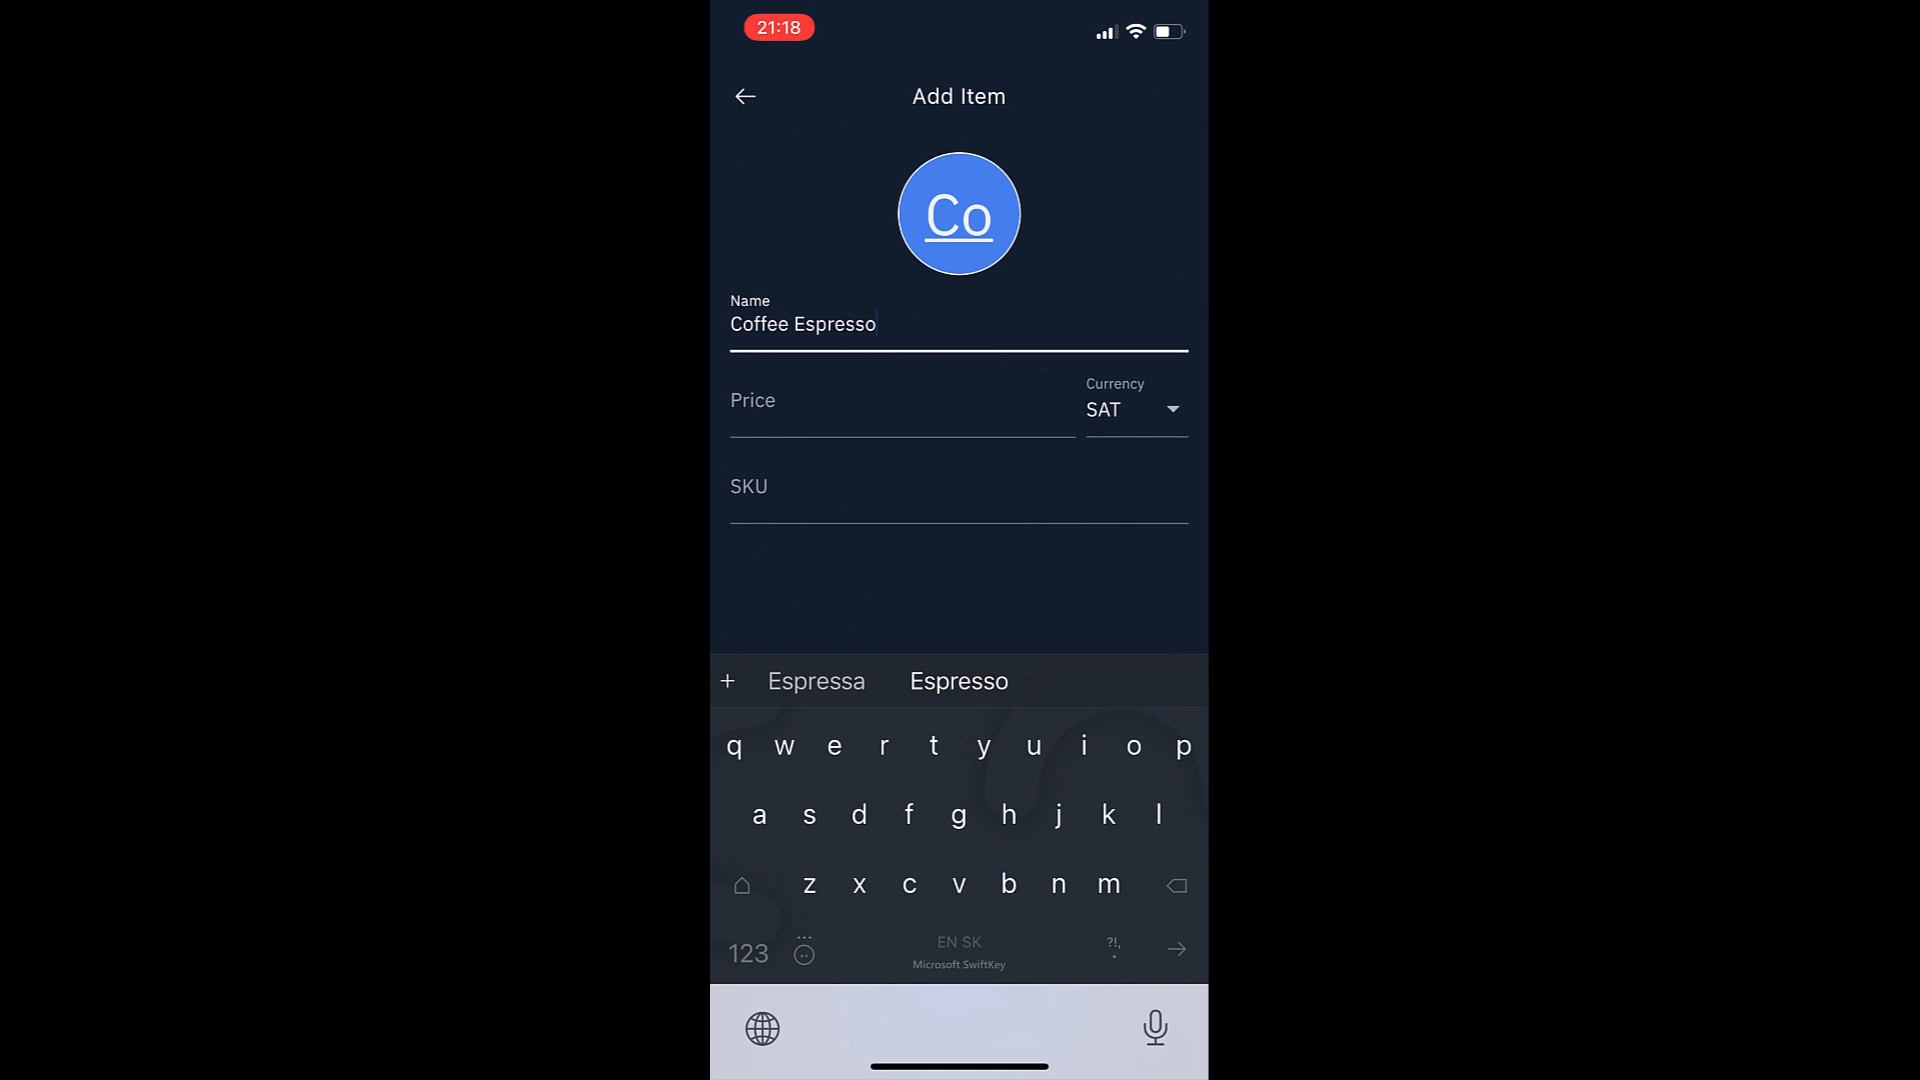 21:18
Add Item
Co
Name
Coffee Espresso
Price
Currency
SAT
SKU
+ Espressa Espresso
q w e r t y u i o p
a s d f g h j k l
z x c v b n m
123 EN SK ?!,.
Microsoft SwiftKey